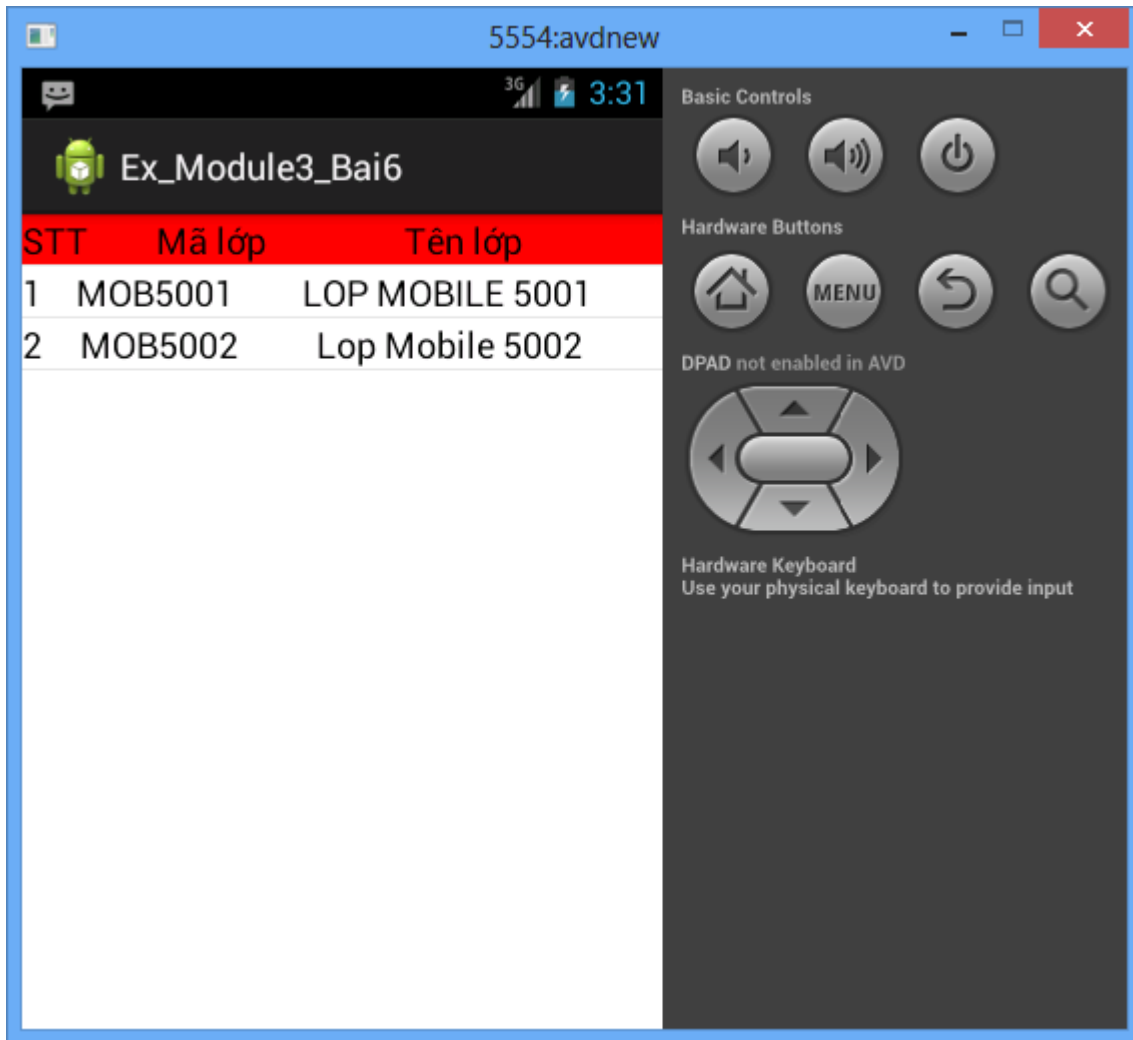 5554:avdnew
3G 3:31
Ex_Module3_Bai6
STT Mã lớp Tên lớp
1 MOB5001 LOP MOBILE 5001
2 MOB5002 Lop Mobile 5002
Basic Controls
Hardware Buttons
MENU
DPAD not enabled in AVD
Hardware Keyboard
Use your physical keyboard to provide input